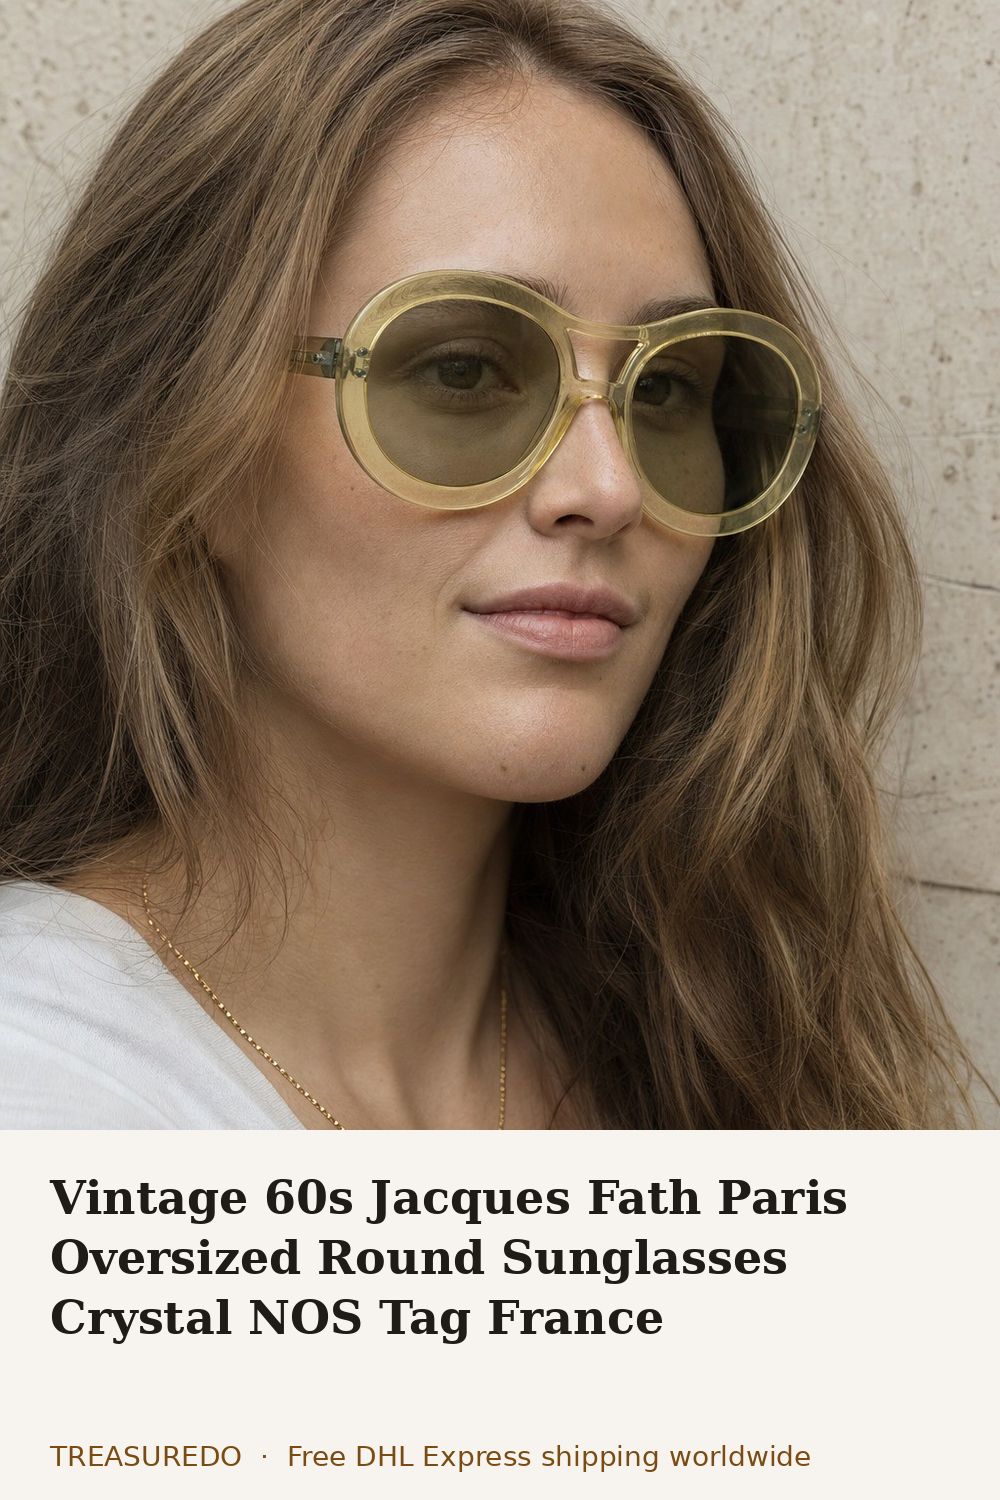 Vintage 60s Jacques Fath Paris
Oversized Round Sunglasses
Crystal NOS Tag France
TREASUREDO · Free DHL Express shipping worldwide